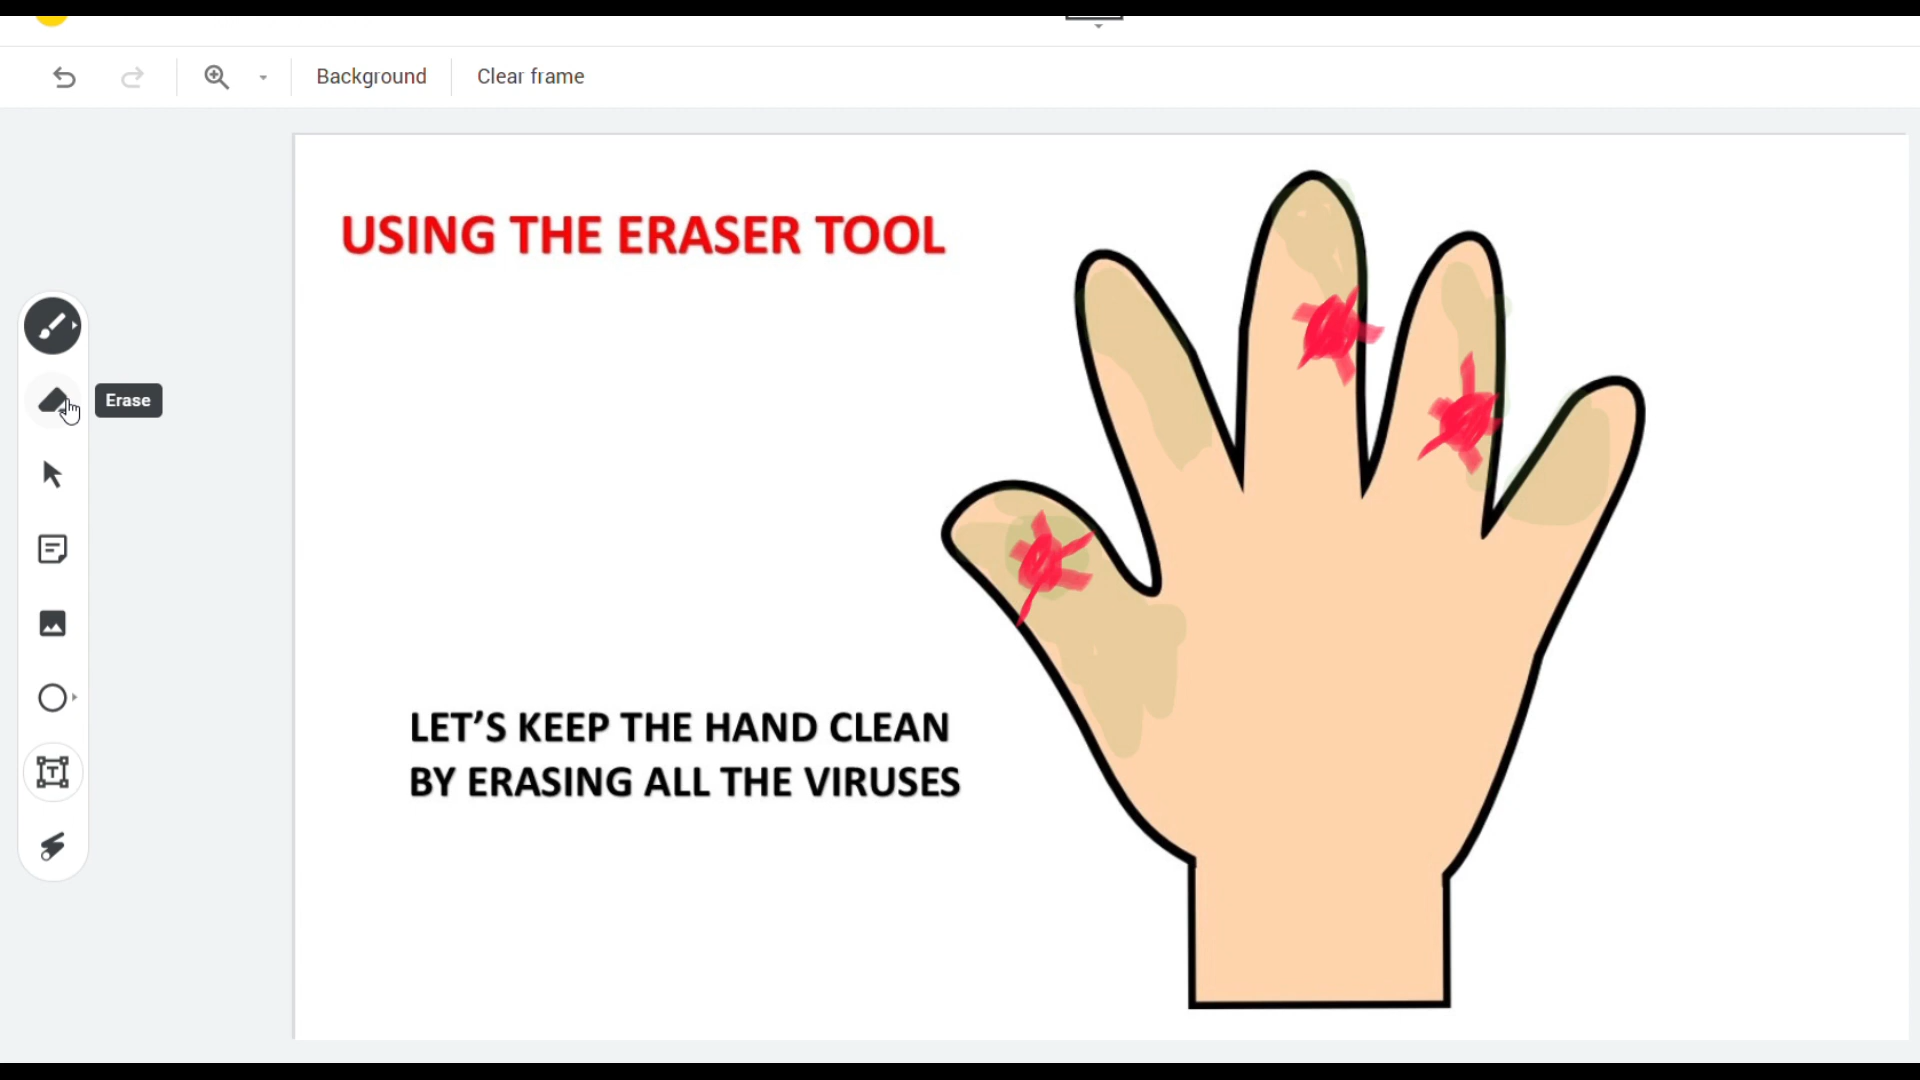 Background
Clear frame
USING THE ERASER TOOL
Erase
LET’S KEEP THE HAND CLEAN
BY ERASING ALL THE VIRUSES